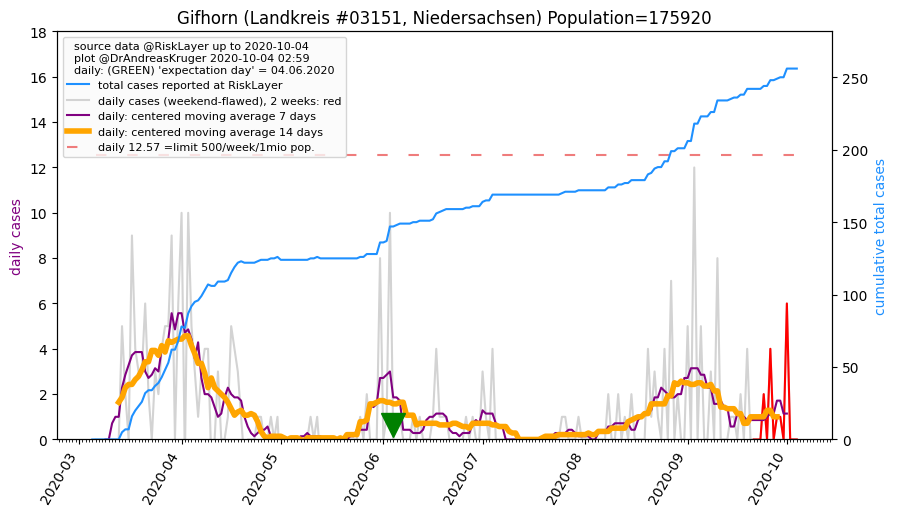 Gifhorn (Landkreis #03151, Niedersachsen) Population=175920
source data @RiskLayer up to 2020-10-04
plot @DrAndreasKruger 2020-10-04 02:59
daily: (GREEN) 'expectation day' = 04.06.2020
total cases reported at RiskLayer
daily cases (weekend-flawed), 2 weeks: red
daily: centered moving average 7 days
daily: centered moving average 14 days
daily 12.57 =limit 500/week/1mio pop.
daily cases
18
16
14
12
10
8
6
4
2
0
cumulative total cases
250
200
150
100
50
0
2020-03
2020-04
2020-05
2020-06
2020-07
2020-08
2020-09
2020-10